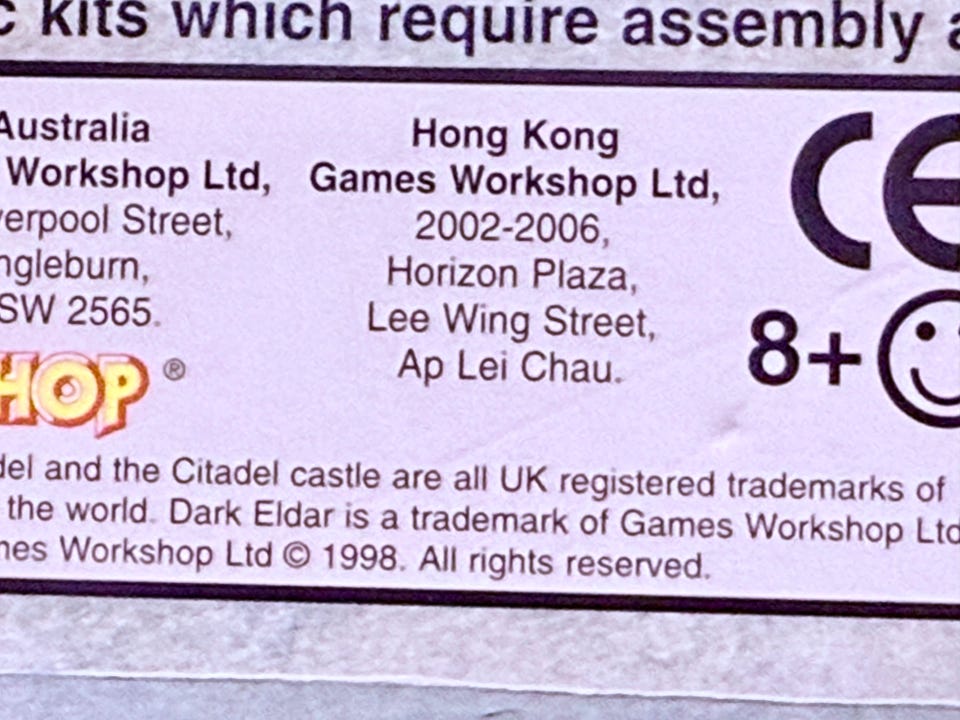 kits which require assembly
Australia
Workshop Ltd,
erpool Street,
ngleburn,
SW 2565.
Hong Kong
Games Workshop Ltd,
2002-2006,
Horizon Plaza,
Lee Wing Street,
Ap Lei Chau.
CE
8+
HOP ®
del and the Citadel castle are all UK registered trademarks of
the world. Dark Eldar is a trademark of Games Workshop Ltd
mes Workshop Ltd © 1998. All rights reserved.